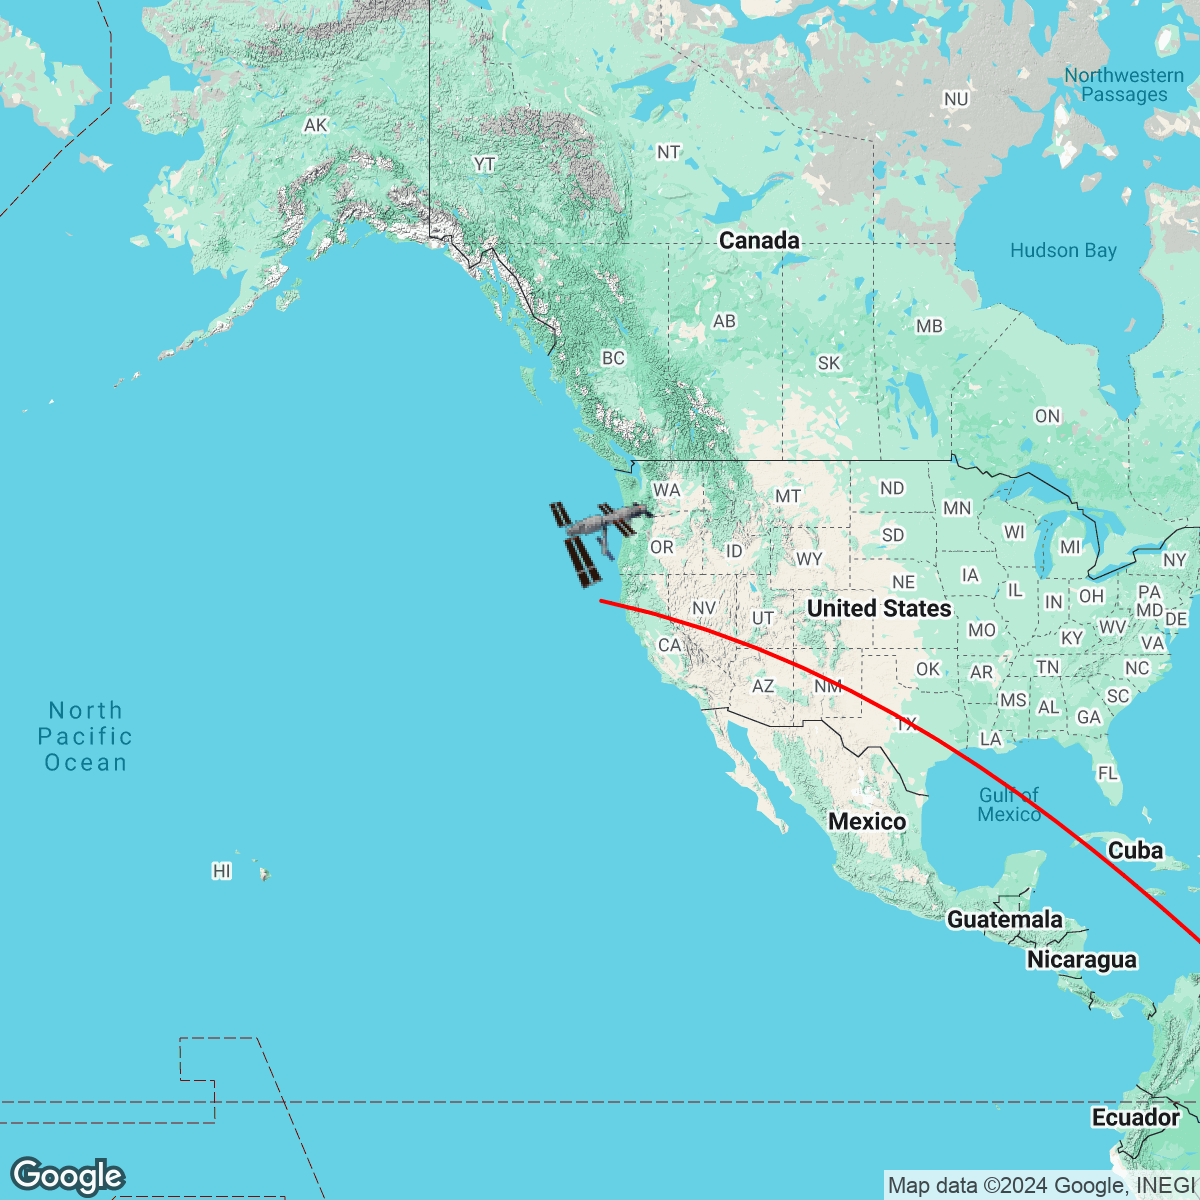 Northwestern
Passages
NU
AK
NT
YT
Canada
Hudson Bay
AB
MB
BC
SK
ON
WA
MT
ND
MN
WI
SD
OR
ID
MI
WY
NY
IA
NE
IL
IN
OH
PA
NV
UT
United States
MD
DE
MO
KY
WV
VA
CA
OK
AR
TN
NC
AZ
NM
MS
AL
SC
GA
North
Pacific
Ocean
TX
LA
FL
Gulf of
Mexico
Mexico
Cuba
HI
Guatemala
Nicaragua
Ecuador
Google
Map data ©2024 Google, INEGI